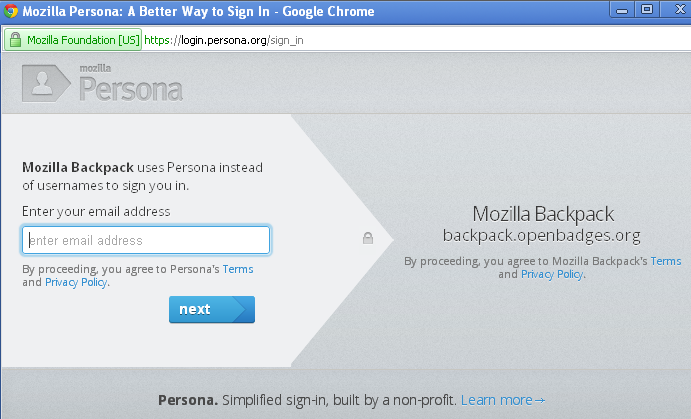 Mozilla Persona: A Better Way to Sign In - Google Chrome
Mozilla Foundation [US] https://login.persona.org/sign_in
mozilla
Persona
Mozilla Backpack uses Persona instead
of usernames to sign you in.
Enter your email address
enter email address
By proceeding, you agree to Persona's Terms
and Privacy Policy.
next
Mozilla Backpack
backpack.openbadges.org
By proceeding, you agree to Mozilla Backpack's Terms
and Privacy Policy.
Persona. Simplified sign-in, built by a non-profit. Learn more→